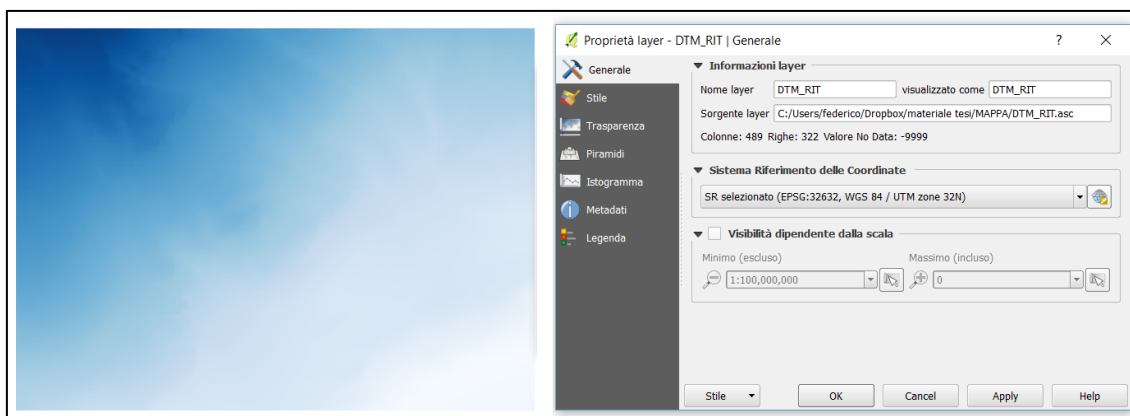 Proprietà layer - DTM_RIT | Generale
? X
Generale
Stile
Trasparenza
Piramidi
Istogramma
Metadati
Legenda
Informazioni layer
Nome layer DTM_RIT visualizzato come DTM_RIT
Sorgente layer C:/Users/federico/Dropbox/materiale tesi/MAPPA/DTM_RIT.asc
Colonne: 489 Righe: 322 Valore No Data: -9999
Sistema Riferimento delle Coordinate
SR selezionato (EPSG:32632, WGS 84 / UTM zone 32N)
Visibilità dipendente dalla scala
Minimo (escluso) Massimo (incluso)
1:100,000,000 0
Stile OK Cancel Apply Help